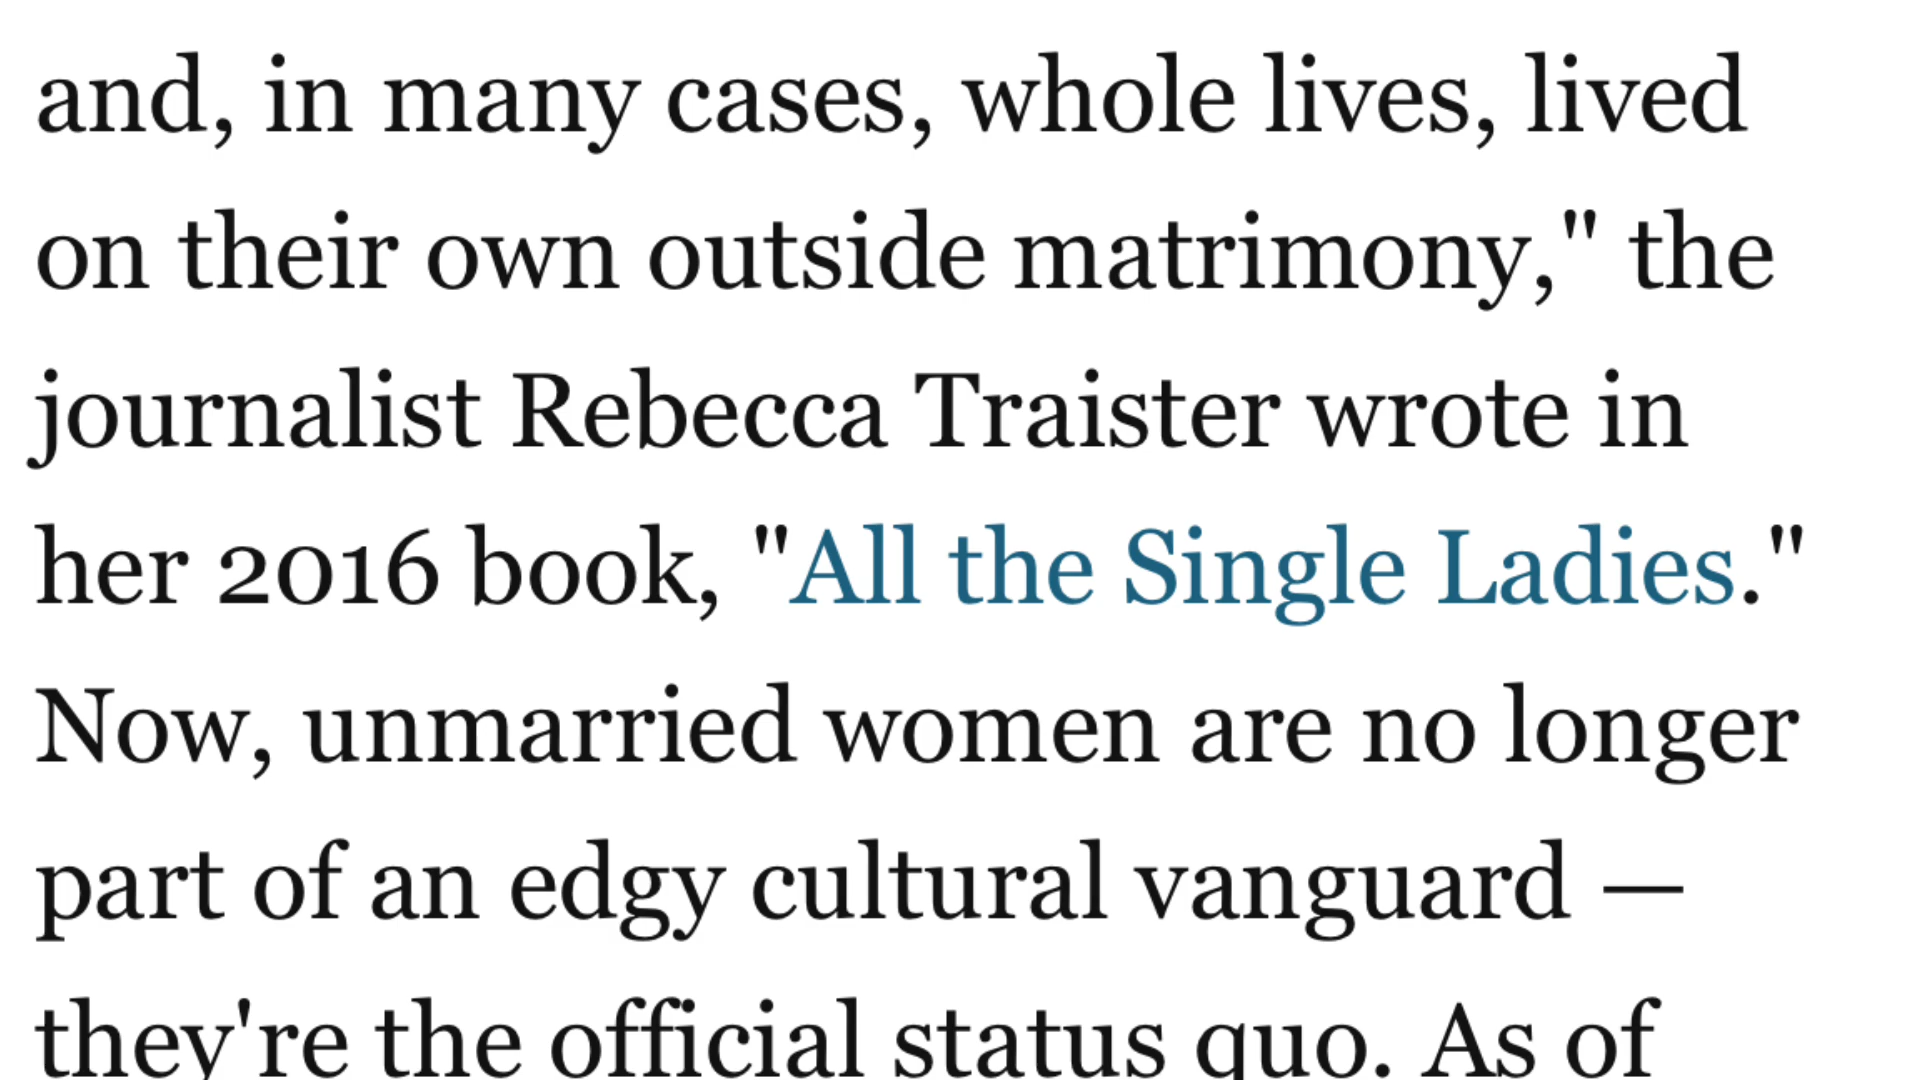 and, in many cases, whole lives, lived
on their own outside matrimony," the
journalist Rebecca Traister wrote in
her 2016 book, "All the Single Ladies."
Now, unmarried women are no longer
part of an edgy cultural vanguard —
they're the official status quo. As of